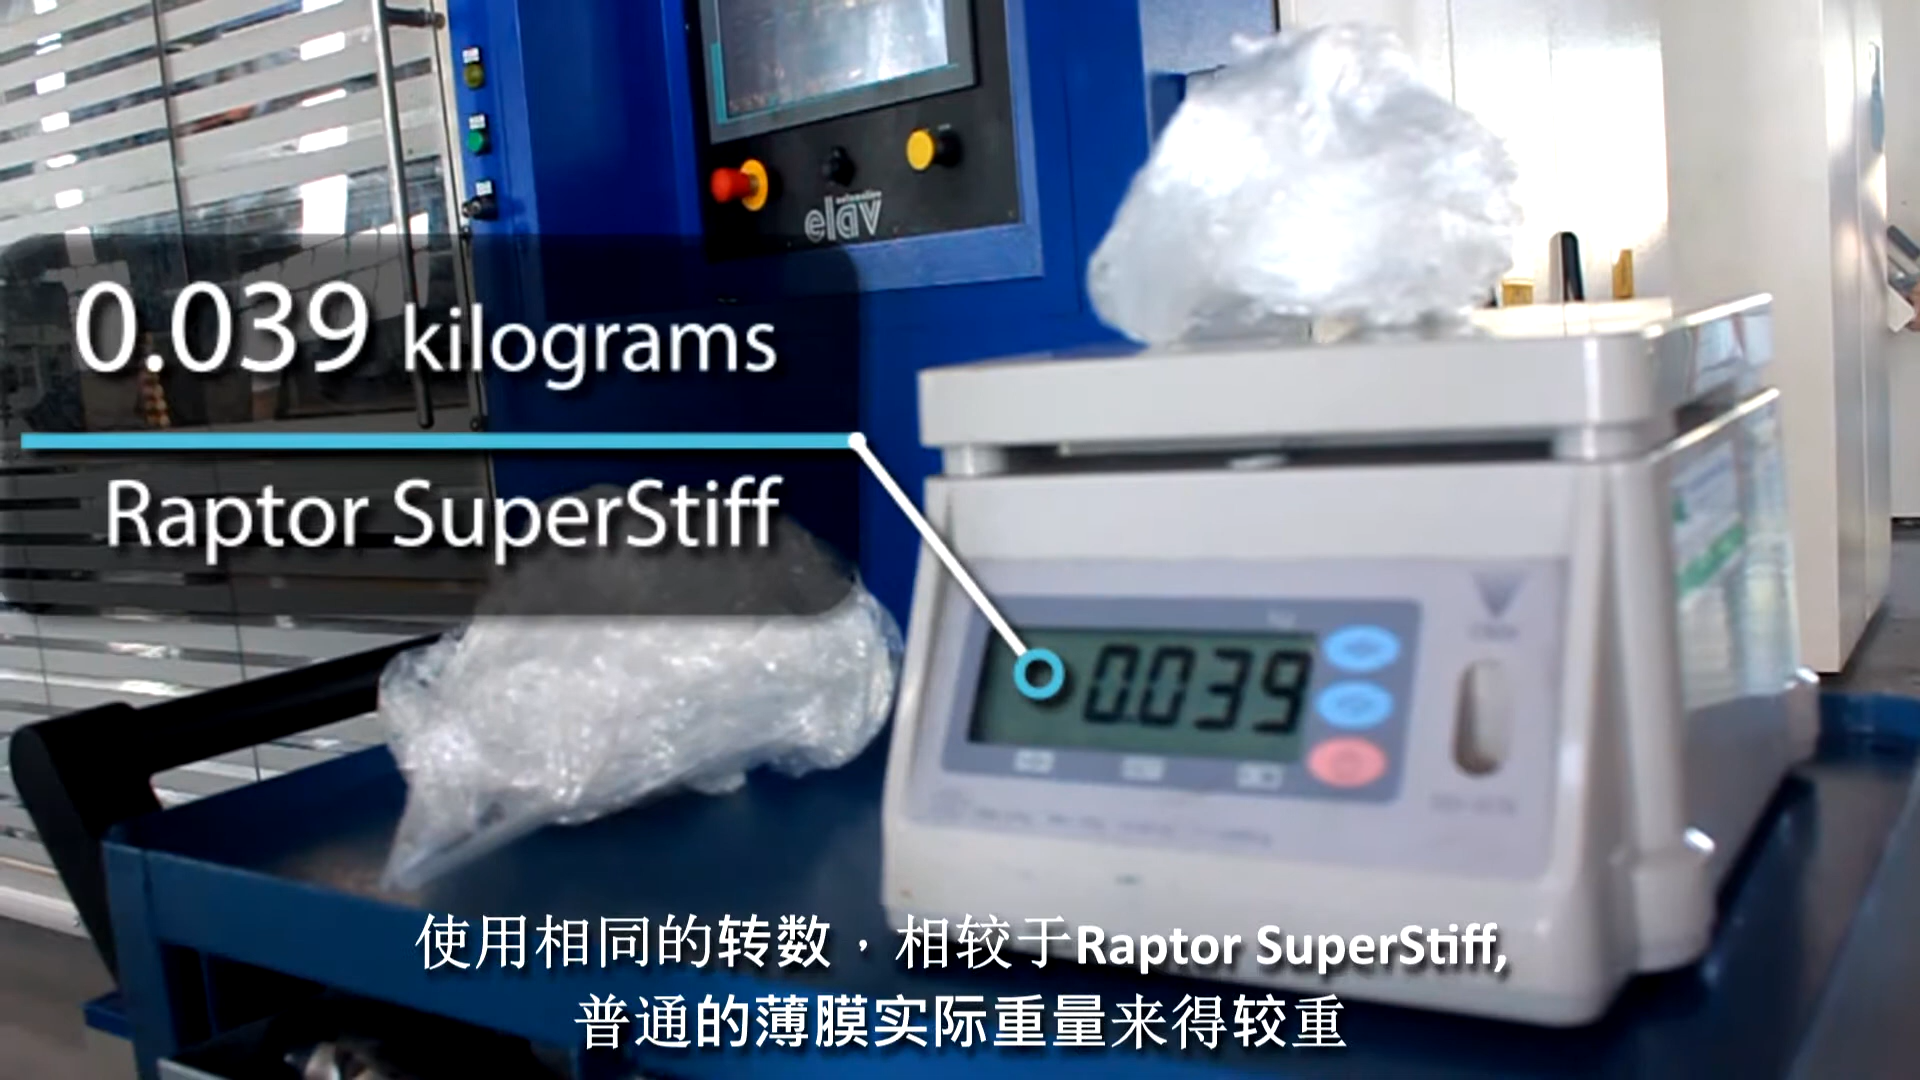 automation
elav
0.039 kilograms
Raptor SuperStiff
0.039
使用相同的转数，相较于Raptor SuperStiff,
普通的薄膜实际重量来得较重